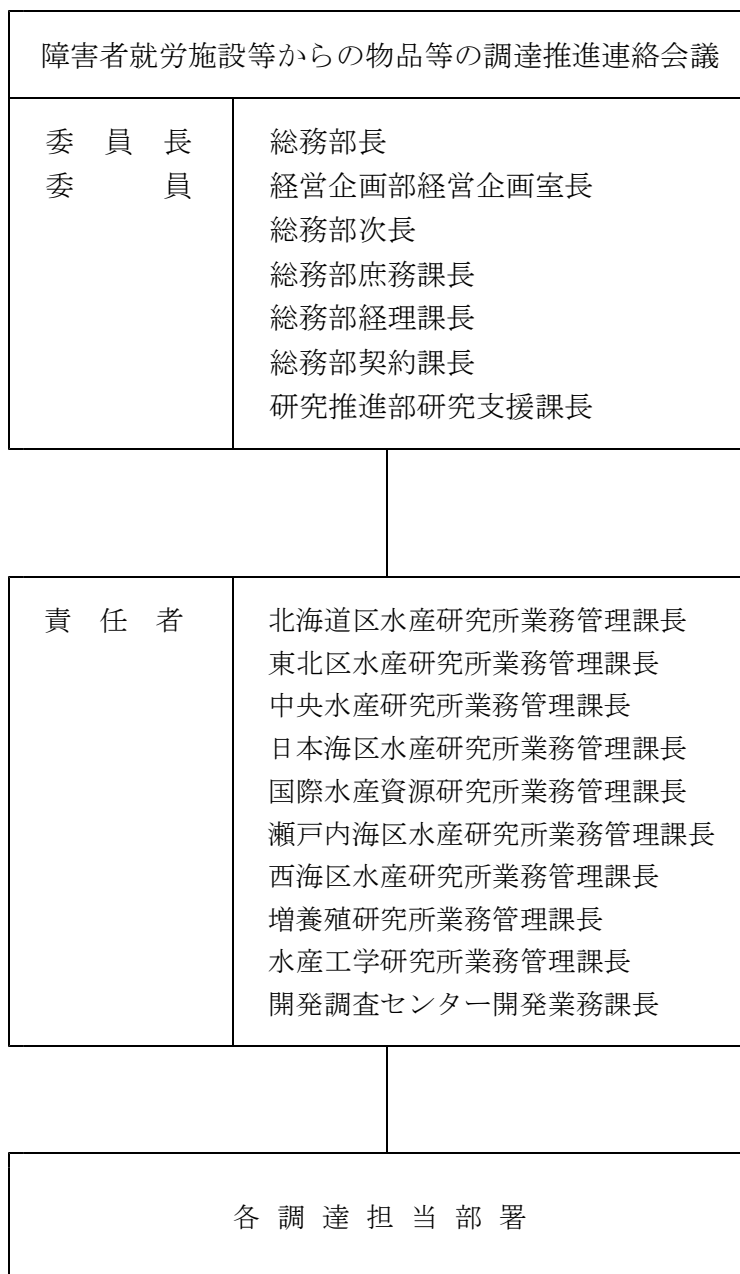 障害者就労施設等からの物品等の調達推進連絡会議
委員長 総務部長
委員 経営企画部経営企画室長
総務部次長
総務部庶務課長
総務部経理課長
総務部契約課長
研究推進部研究支援課長
責任者 北海道区水産研究所業務管理課長
東北区水産研究所業務管理課長
中央水産研究所業務管理課長
日本海区水産研究所業務管理課長
国際水産資源研究所業務管理課長
瀬戸内海区水産研究所業務管理課長
西海区水産研究所業務管理課長
増養殖研究所業務管理課長
水産工学研究所業務管理課長
開発調査センター開発業務課長
各調達担当部署